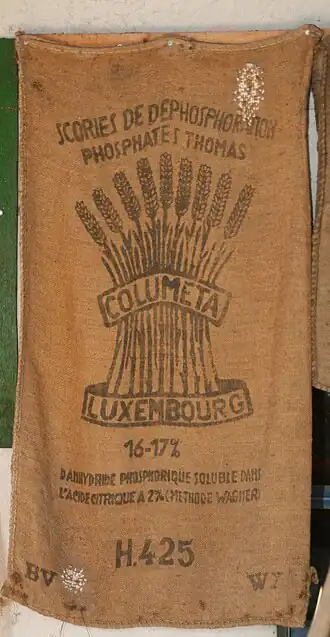 SCORIES DE DEPHOSPHORATION
PHOSPHATES THOMAS
COLUMETA
LUXEMBOURG
16-17%
D'ANHYDRIDE PHOSPHORIQUE SOLUBLE DANS
L'ACIDE CITRIQUE A 2% (METHODE WAGNER)
H.425
BV